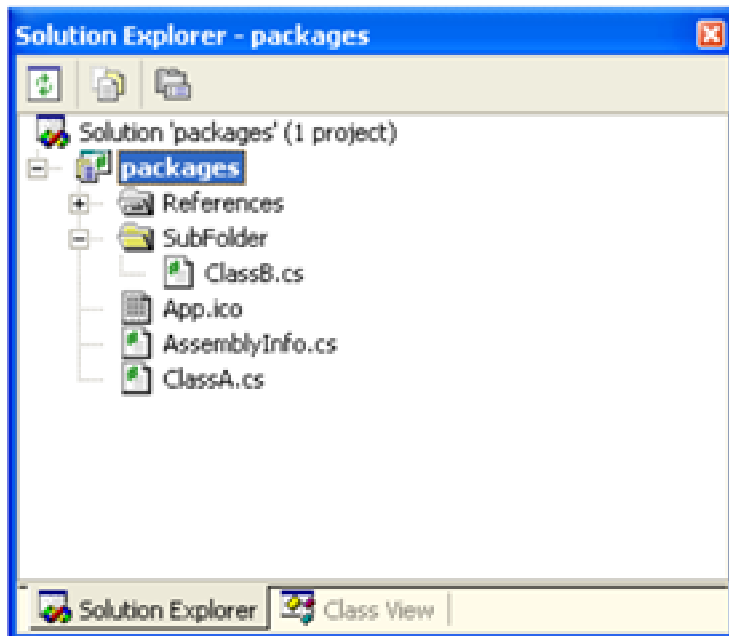 Solution Explorer - packages
Solution 'packages' (1 project)
packages
References
SubFolder
ClassB.cs
App.ico
AssemblyInfo.cs
ClassA.cs
Solution Explorer
Class View